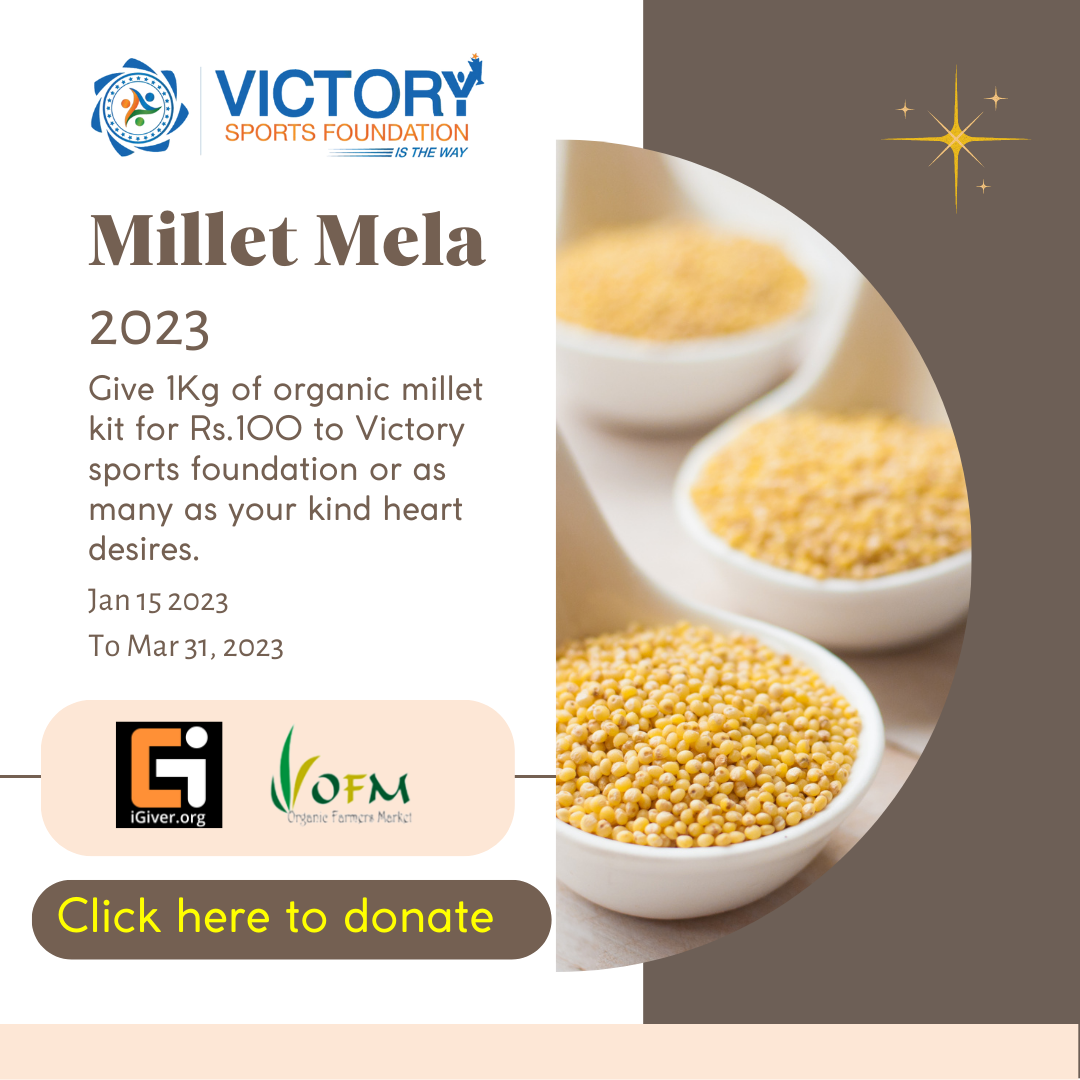 VICTORY
SPORTS FOUNDATION
IS THE WAY
Millet Mela
2023
Give 1Kg of organic millet
kit for Rs.100 to Victory
sports foundation or as
many as your kind heart
desires.
Jan 15 2023
To Mar 31, 2023
iGiver.org
OFM
Organic Farmers Market
Click here to donate